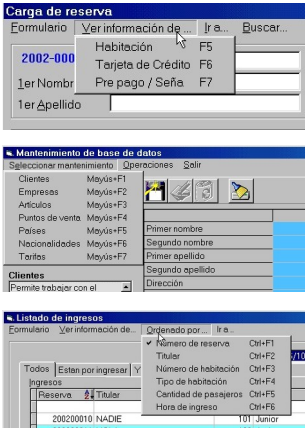 Carga de reserva
Formulario Ver información de ... Ir a... Buscar...
Habitación F5
2002-000
Tarjeta de Crédito F6
1er Nombr
Pre pago / Seña F7
1er Apellido
Mantenimiento de base de datos
Seleccionar mantenimiento Operaciones Salir
Clientes Mayús+F1
Empresas Mayús+F2
Artículos Mayús+F3
Puntos de venta Mayús+F4
Países Mayús+F5
Nacionalidades Mayús+F6
Tarifas Mayús+F7
Primer nombre
Segundo nombre
Primer apellido
Segundo apellido
Dirección
Clientes
Permite trabajar con el
Listado de ingresos
Formulario Ver información de... Ordenado por... Ir a...
Número de reserva Ctrl+F1
Titular Ctrl+F2
Número de habitación Ctrl+F3
Tipo de habitación Ctrl+F4
Cantidad de pasajeros Ctrl+F5
Hora de ingreso Ctrl+F6
/10
Todos Estan por ingresar Y
Ingresos
Reserva Titular
200200010 NADIE 101 Junior